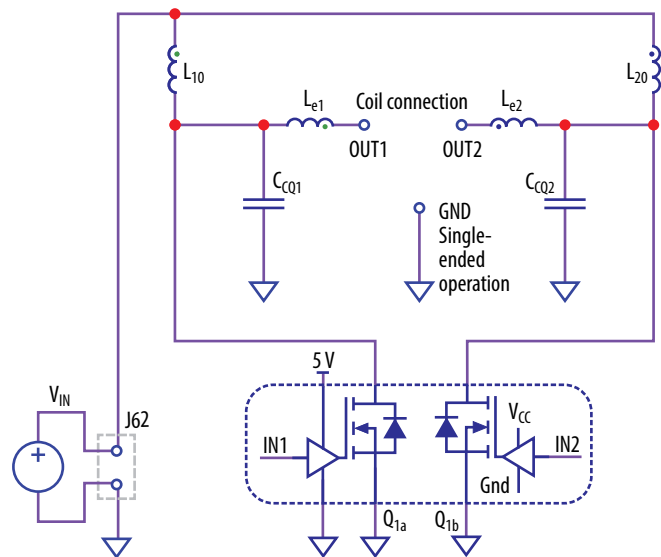 L10
Le1
Coil connection
Le2
L20
OUT1
OUT2
CCQ1
CCQ2
GND
Single-
ended
operation
5 V
VIN
J62
VCC
IN1
IN2
Gnd
Q1a
Q1b